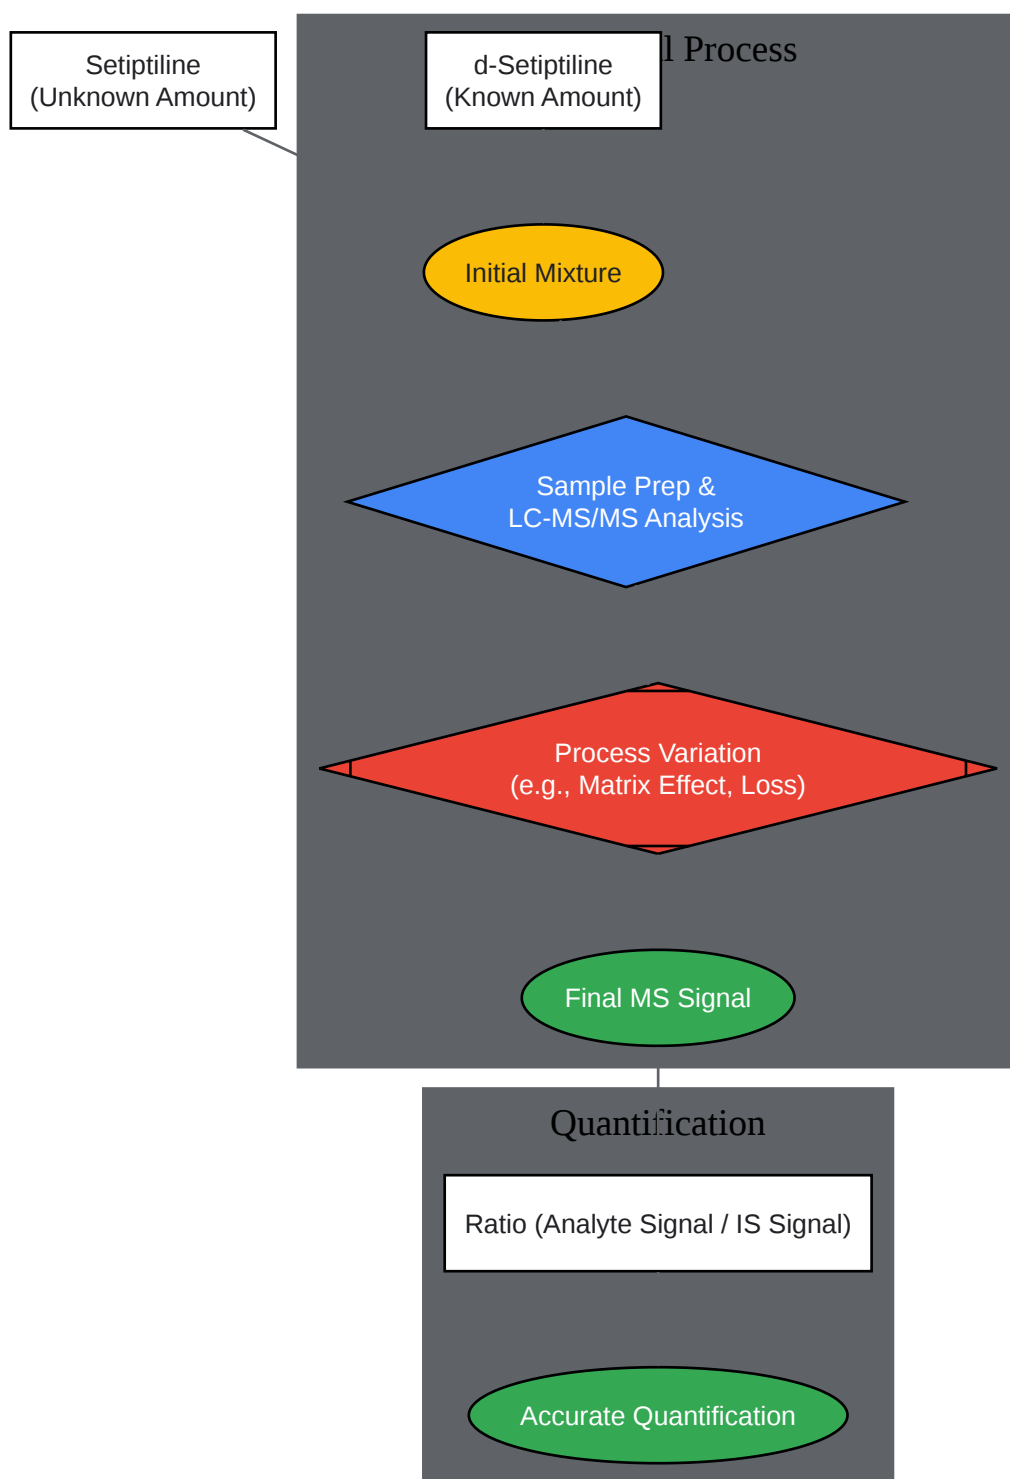 Setiptiline
(Unknown Amount)
d-Setiptiline
(Known Amount)
l Process
Initial Mixture
Sample Prep &
LC-MS/MS Analysis
Process Variation
(e.g., Matrix Effect, Loss)
Final MS Signal
Quantification
Ratio (Analyte Signal / IS Signal)
Accurate Quantification